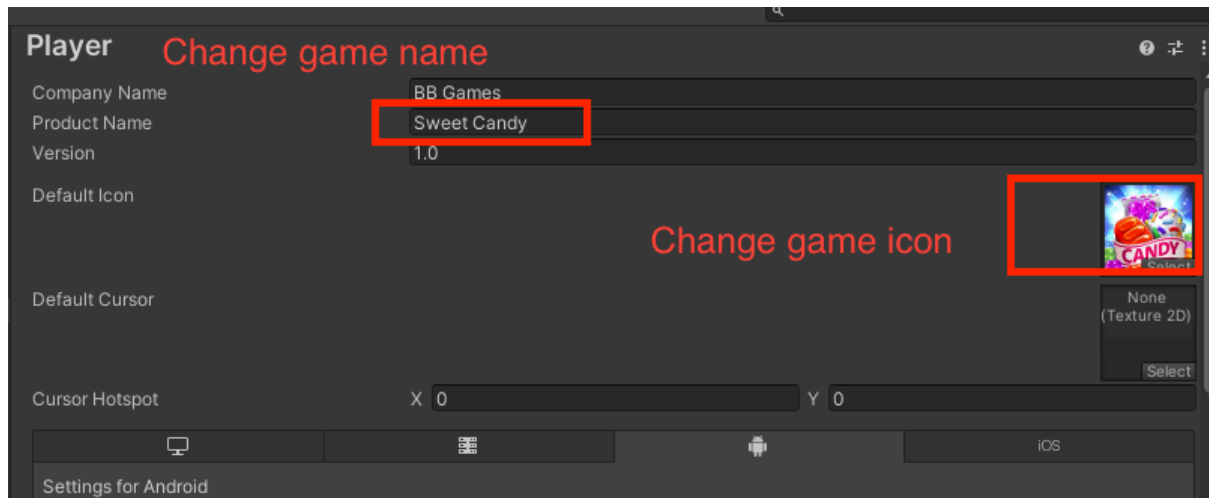 Player
Change game name
Company Name
BB Games
Product Name
Sweet Candy
Version
1.0
Default Icon
CANDY
Select
Change game icon
Default Cursor
None
(Texture 2D)
Select
Cursor Hotspot
X 0
Y 0
iOS
Settings for Android